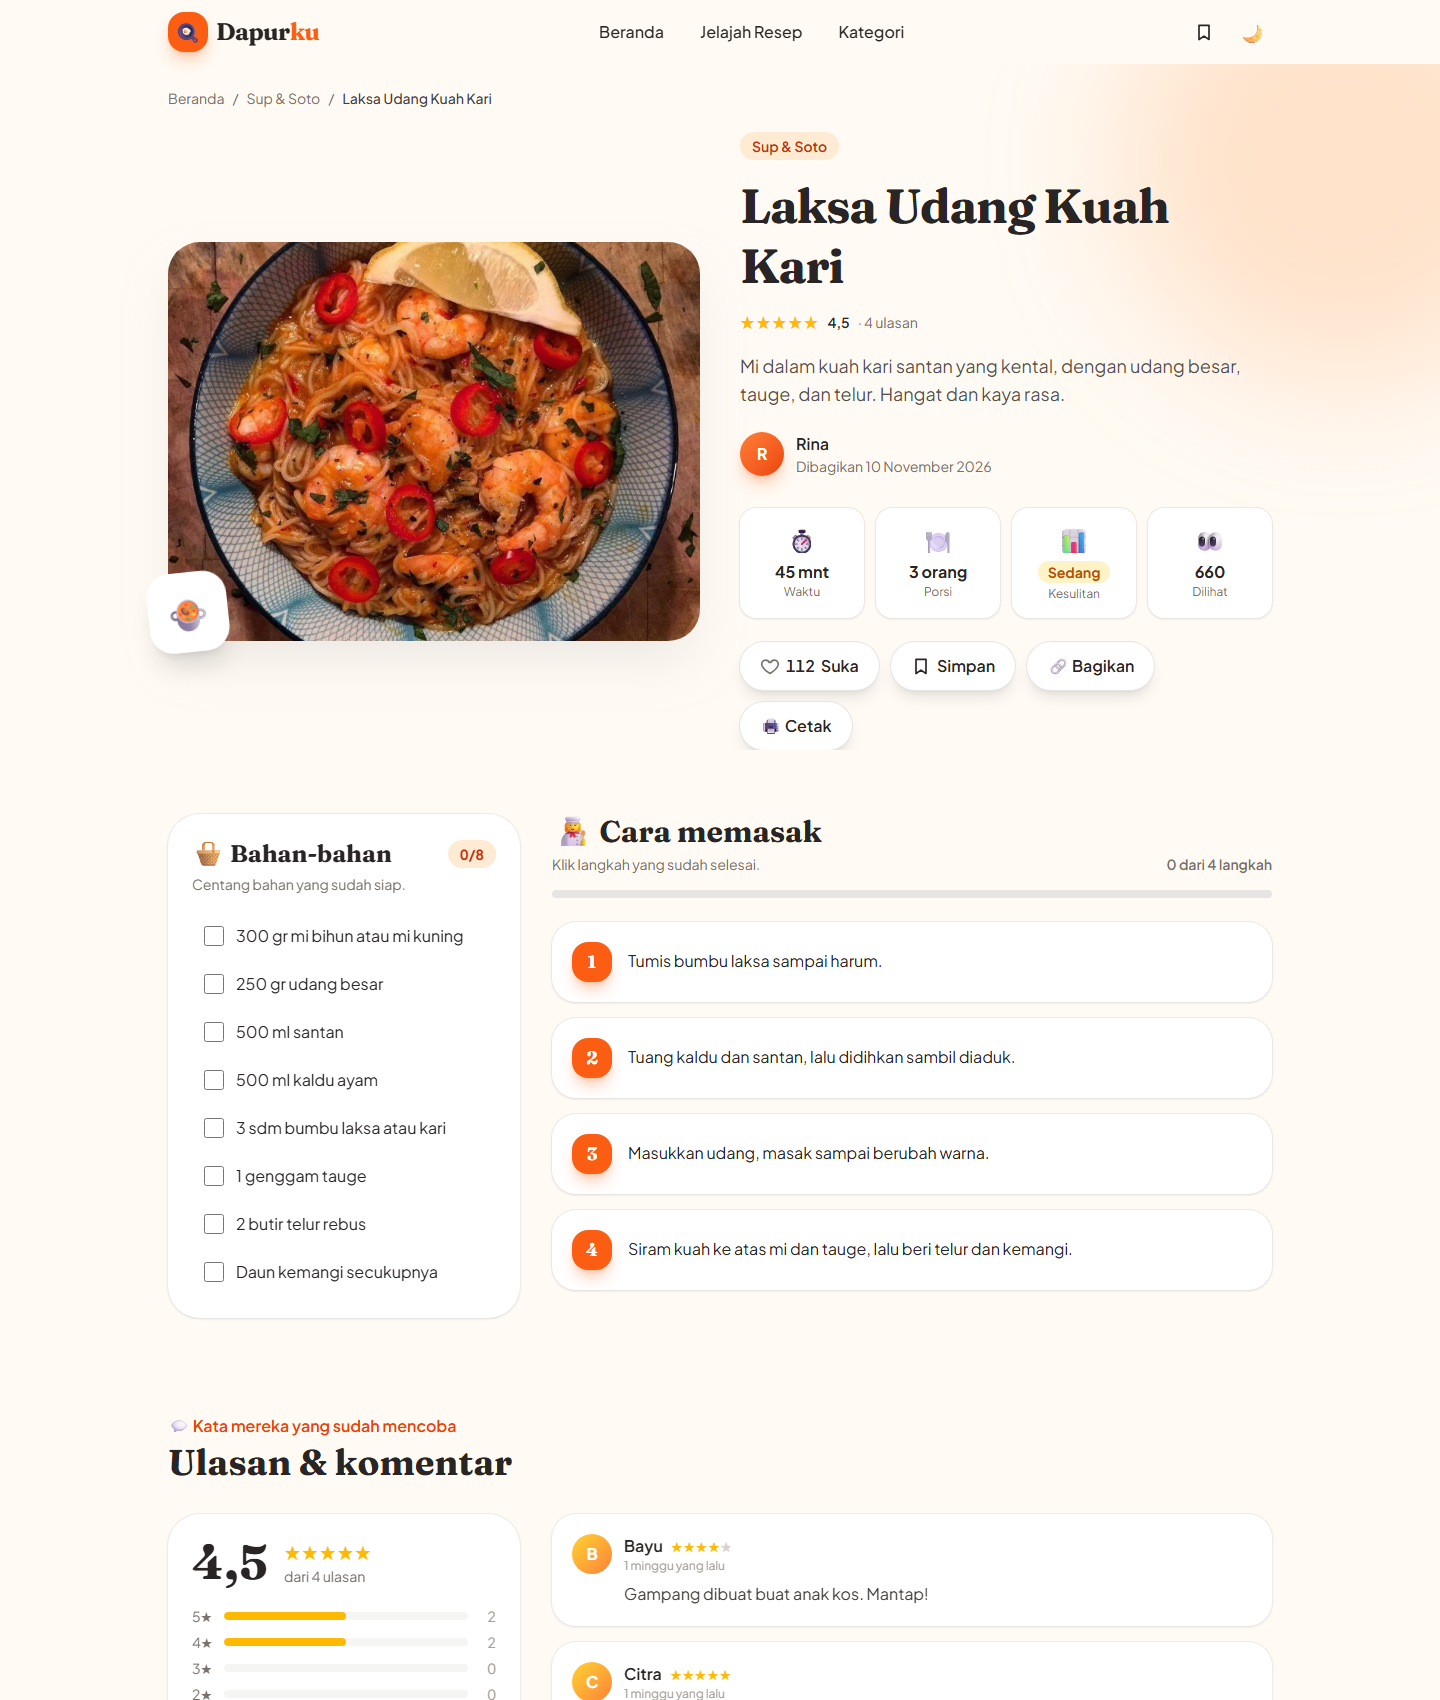 Dapurku
Beranda
Jelajah Resep
Kategori
Beranda / Sup & Soto / Laksa Udang Kuah Kari
Sup & Soto
Laksa Udang Kuah
Kari
★★★★★ 4,5 · 4 ulasan
Mi dalam kuah kari santan yang kental, dengan udang besar,
tauge, dan telur. Hangat dan kaya rasa.
R
Rina
Dibagikan 10 November 2026
45 mnt
Waktu
3 orang
Porsi
Sedang
Kesulitan
660
Dilihat
112 Suka
Simpan
Bagikan
Cetak
Bahan-bahan
0/8
Centang bahan yang sudah siap.
300 gr mi bihun atau mi kuning
250 gr udang besar
500 ml santan
500 ml kaldu ayam
3 sdm bumbu laksa atau kari
1 genggam tauge
2 butir telur rebus
Daun kemangi secukupnya
Cara memasak
Klik langkah yang sudah selesai.
0 dari 4 langkah
1 Tumis bumbu laksa sampai harum.
2 Tuang kaldu dan santan, lalu didihkan sambil diaduk.
3 Masukkan udang, masak sampai berubah warna.
4 Siram kuah ke atas mi dan tauge, lalu beri telur dan kemangi.
Kata mereka yang sudah mencoba
Ulasan & komentar
4,5
★★★★★
dari 4 ulasan
5★ 2
4★ 2
3★ 0
2★ 0
B
Bayu ★★★★★
1 minggu yang lalu
Gampang dibuat buat anak kos. Mantap!
C
Citra ★★★★★
1 minggu yang lalu